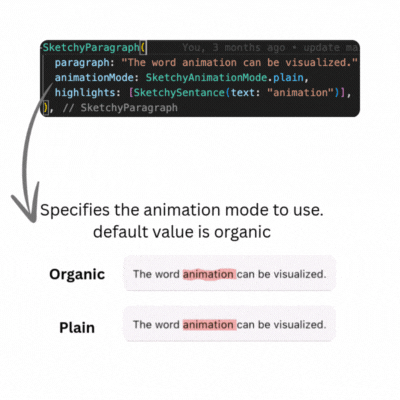 SketchyParagraph( You, 3 months ago • update ma
paragraph: "The word animation can be visualized."
animationMode: SketchyAnimationMode.plain,
highlights: [SketchySentance(text: "animation")],
), // SketchyParagraph
Specifies the animation mode to use.
default value is organic
Organic
The word animation can be visualized.
Plain
The word animation can be visualized.